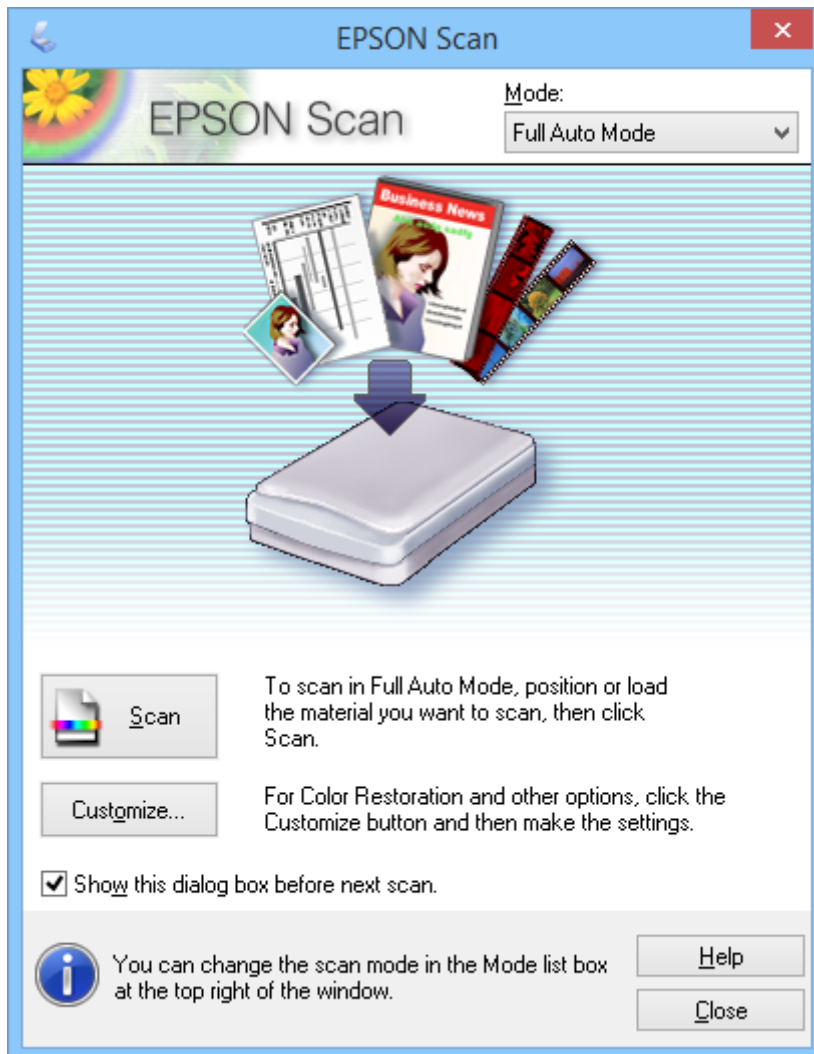 EPSON Scan
EPSON Scan
Mode:
Full Auto Mode
Business News
Scan
To scan in Full Auto Mode, position or load
the material you want to scan, then click
Scan.
Customize...
For Color Restoration and other options, click the
Customize button and then make the settings.
Show this dialog box before next scan.
You can change the scan mode in the Mode list box
at the top right of the window.
Help
Close